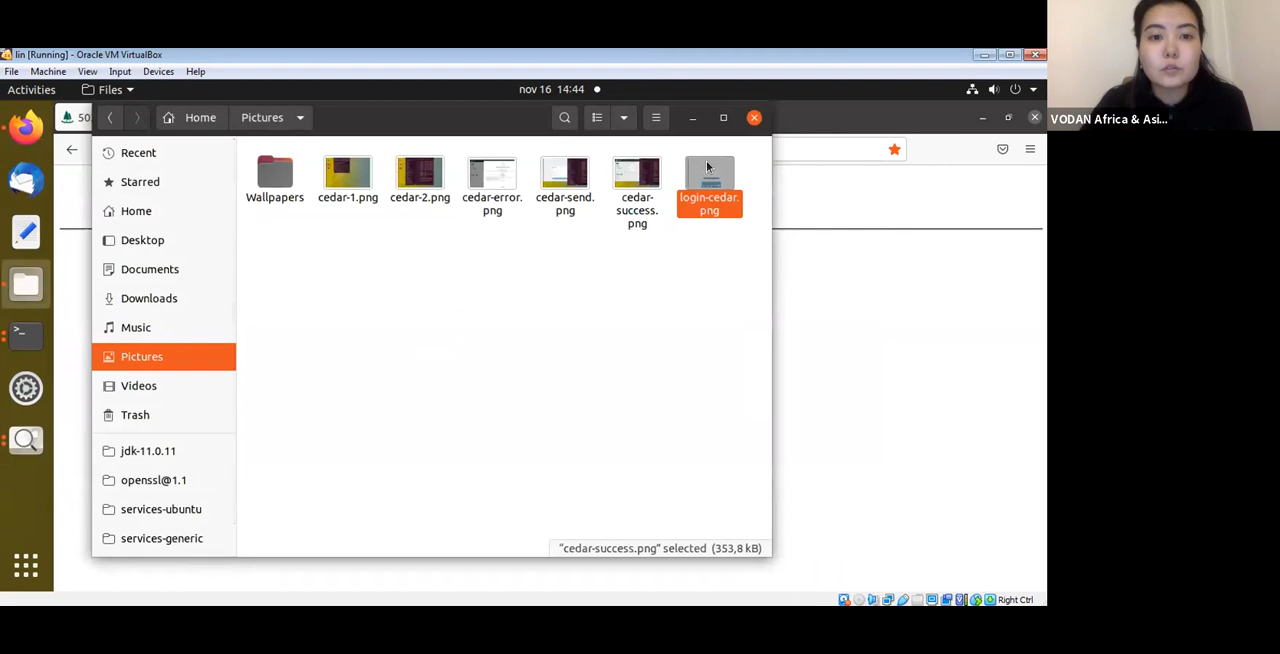 lin [Running] - Oracle VM VirtualBox
File Machine View Input Devices Help
Activities Files nov 16 14:44
50
Home Pictures
VODAN Africa & Asi...
Recent
Starred
Home
Desktop
Documents
Downloads
Music
Pictures
Videos
Trash
jdk-11.0.11
openssl@1.1
services-ubuntu
services-generic
Wallpapers
cedar-1.png
cedar-2.png
cedar-error.
png
cedar-send.
png
cedar-
success.
png
login-cedar.
png
"cedar-success.png" selected (353,8 kB)
Right Ctrl